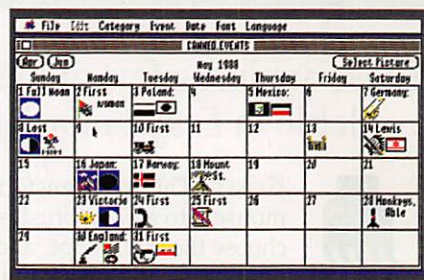 File Edit Category Event Date Font Language
CANNED.EVENTS
Apr Jun May 1988 Select Picture
Sunday Monday Tuesday Wednesday Thursday Friday Saturday
1 Full Moon 2 First woman 3 Poland: 4 5 Mexico: 6 7 Germany:
8 Last 9 10 First 11 12 13 14 Lewis
15 16 Japan: 17 Norway: 18 Mount St. 19 20 21
22 23 Victoria 24 First 25 First 26 27 28 Monkeys, Able
29 30 England: 31 First